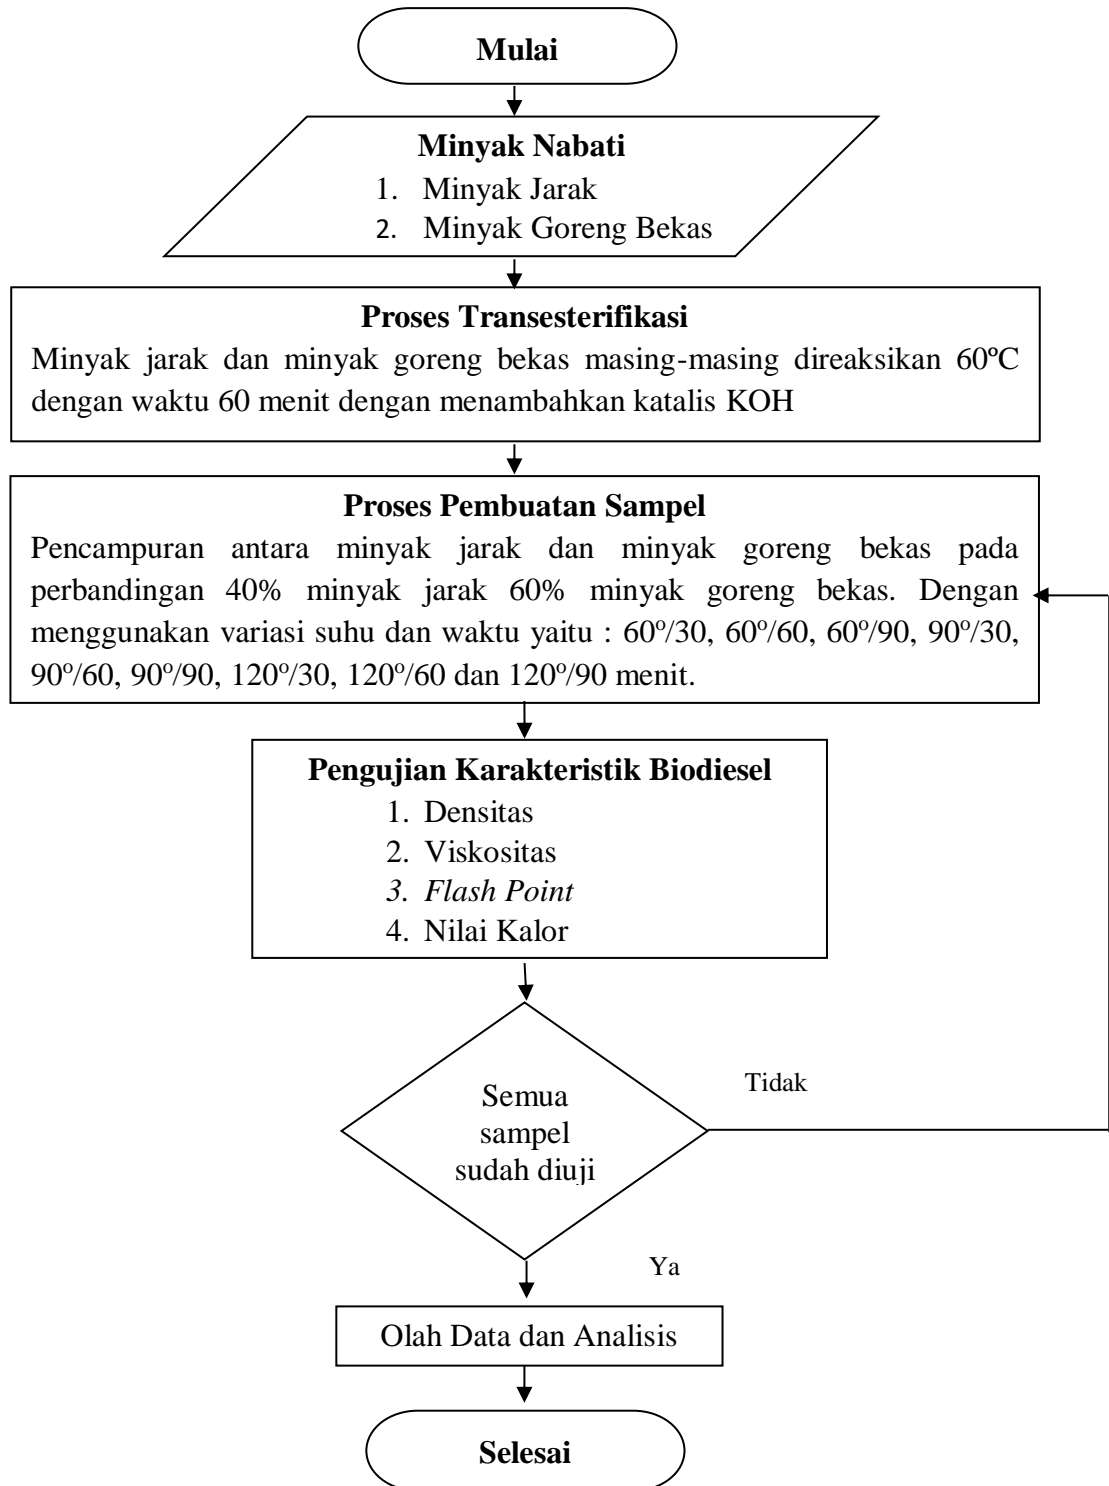 Mulai
Minyak Nabati
1. Minyak Jarak
2. Minyak Goreng Bekas
Proses Transesterifikasi
Minyak jarak dan minyak goreng bekas masing-masing direaksikan 60ºC
dengan waktu 60 menit dengan menambahkan katalis KOH
Proses Pembuatan Sampel
Pencampuran antara minyak jarak dan minyak goreng bekas pada
perbandingan 40% minyak jarak 60% minyak goreng bekas. Dengan
menggunakan variasi suhu dan waktu yaitu : 60º/30, 60º/60, 60º/90, 90º/30,
90º/60, 90º/90, 120º/30, 120º/60 dan 120º/90 menit.
Pengujian Karakteristik Biodiesel
1. Densitas
2. Viskositas
3. Flash Point
4. Nilai Kalor
Semua
sampel
sudah diuji
Tidak
Ya
Olah Data dan Analisis
Selesai